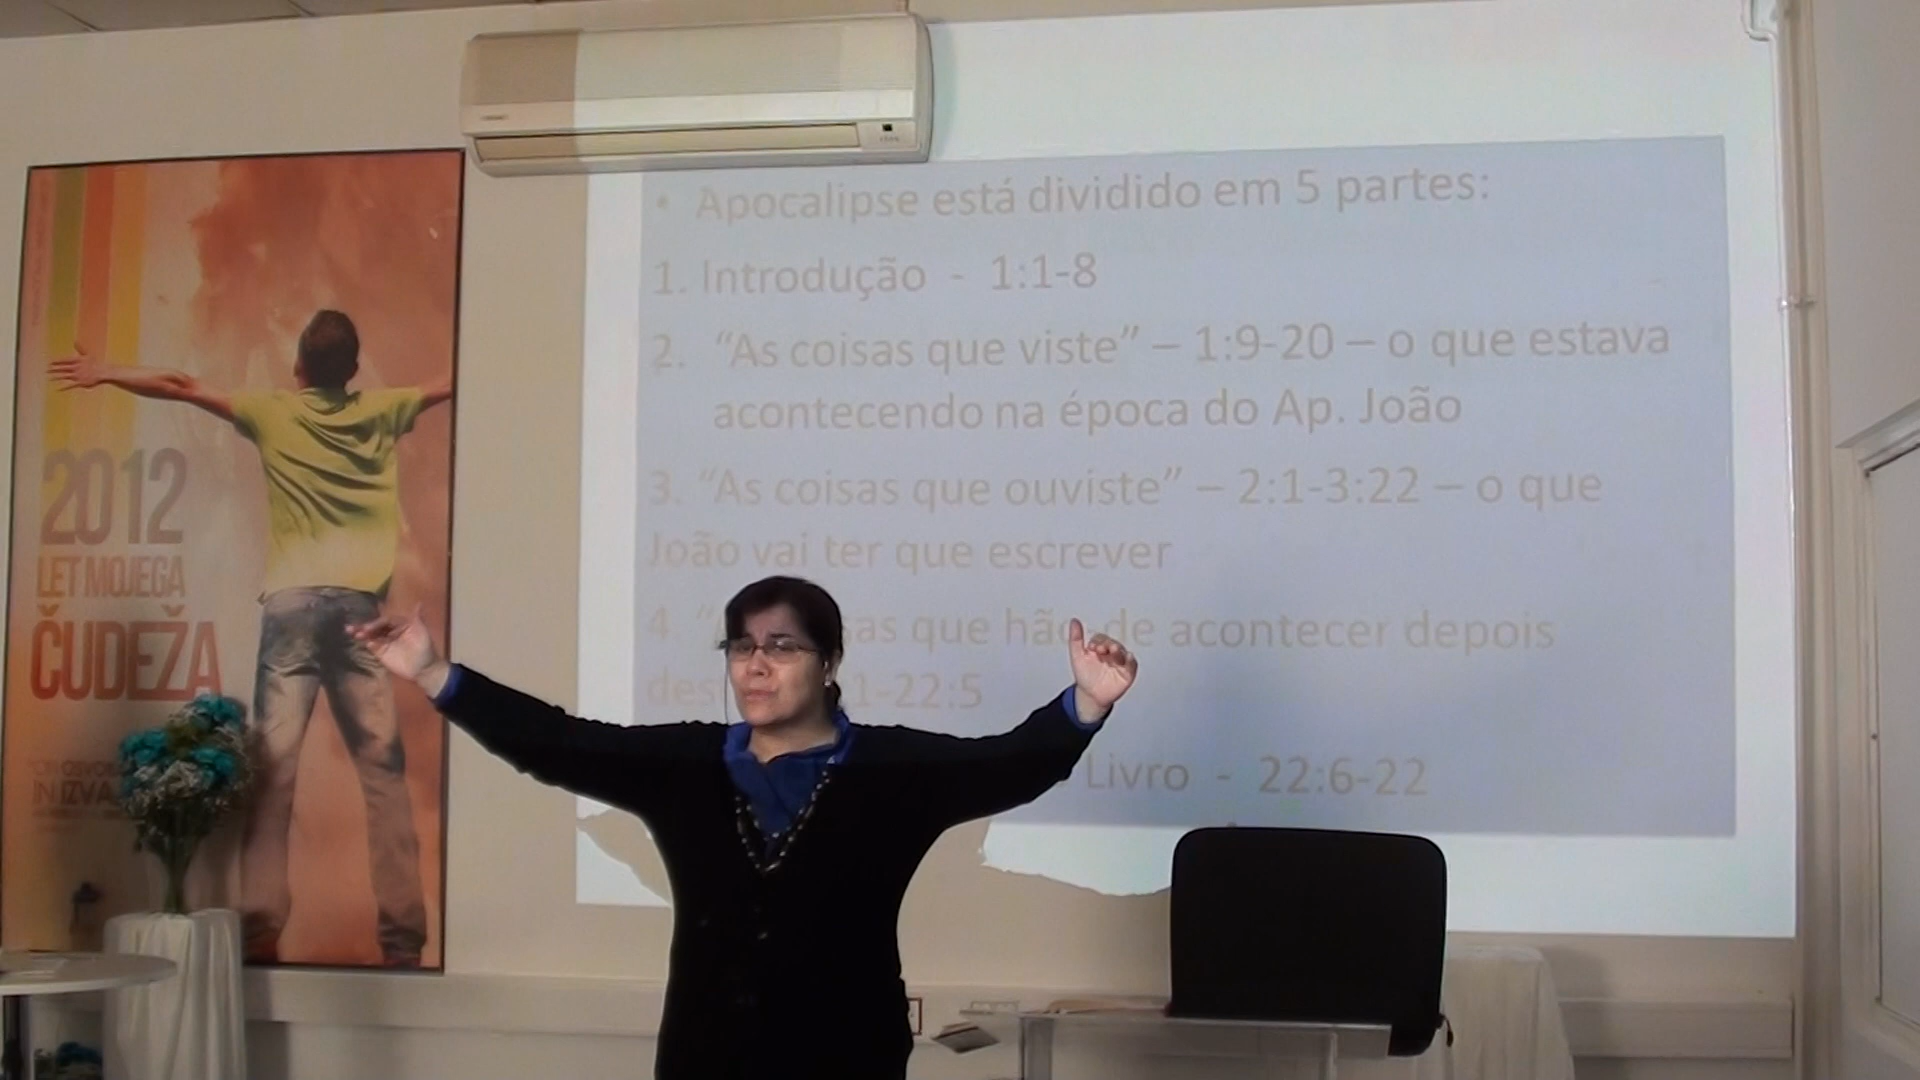 • Apocalipse está dividido em 5 partes:
1. Introdução - 1:1-8
2. “As coisas que viste” – 1:9-20 – o que estava
acontecendo na época do Ap. João
3. “As coisas que ouviste” – 2:1-3:22 – o que
João vai ter que escrever
4. que hão de acontecer depois
1-22:5
Livro - 22:6-22
2012
LET MOJEGA
ČUDEŽA
IN IZVA